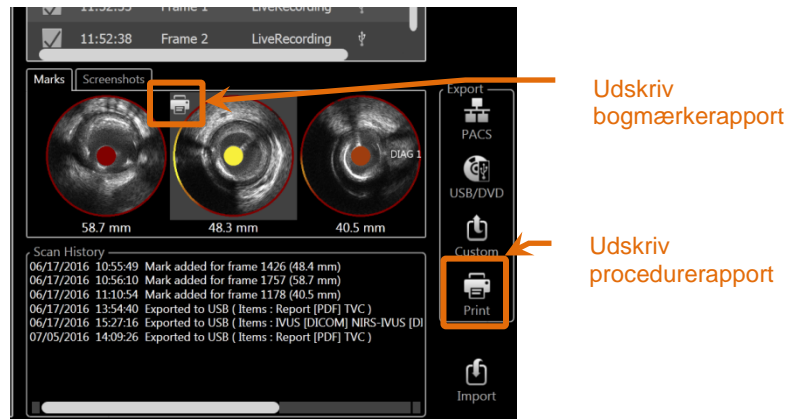 11:52:35 Frame 1 LiveRecording
11:52:38 Frame 2 LiveRecording
Marks Screenshots
DIAG 1
58.7 mm 48.3 mm 40.5 mm
Export
PACS
USB/DVD
Custom
Print
Import
Scan History
06/17/2016 10:55:49 Mark added for frame 1426 (48.4 mm)
06/17/2016 10:56:10 Mark added for frame 1757 (58.7 mm)
06/17/2016 11:10:54 Mark added for frame 1178 (40.5 mm)
06/17/2016 13:54:40 Exported to USB ( Items : Report [PDF] TVC )
06/17/2016 15:27:16 Exported to USB ( Items : IVUS [DICOM] NIRS-IVUS [DI
07/05/2016 14:09:26 Exported to USB ( Items : Report [PDF] TVC )
Udskriv
bogmærkerapport
Udskriv
procedurerapport